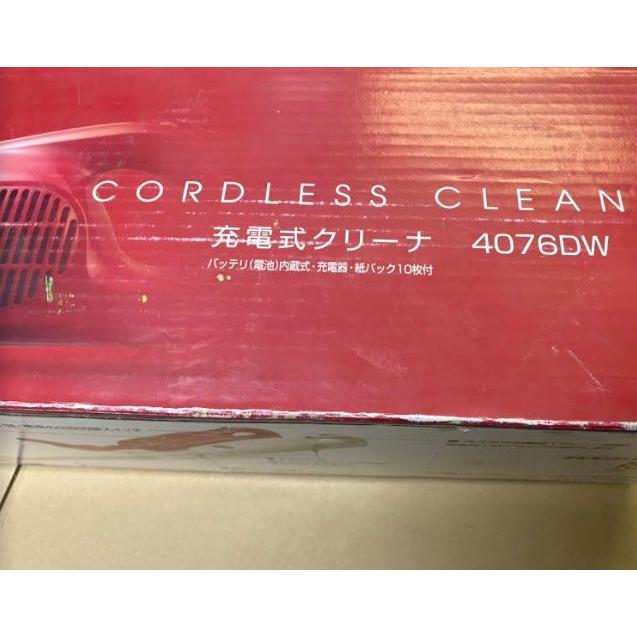 CORDLESS CLEAN
充電式クリーナ 4076DW
バッテリ(電池)内蔵式・充電器・紙パック10枚付